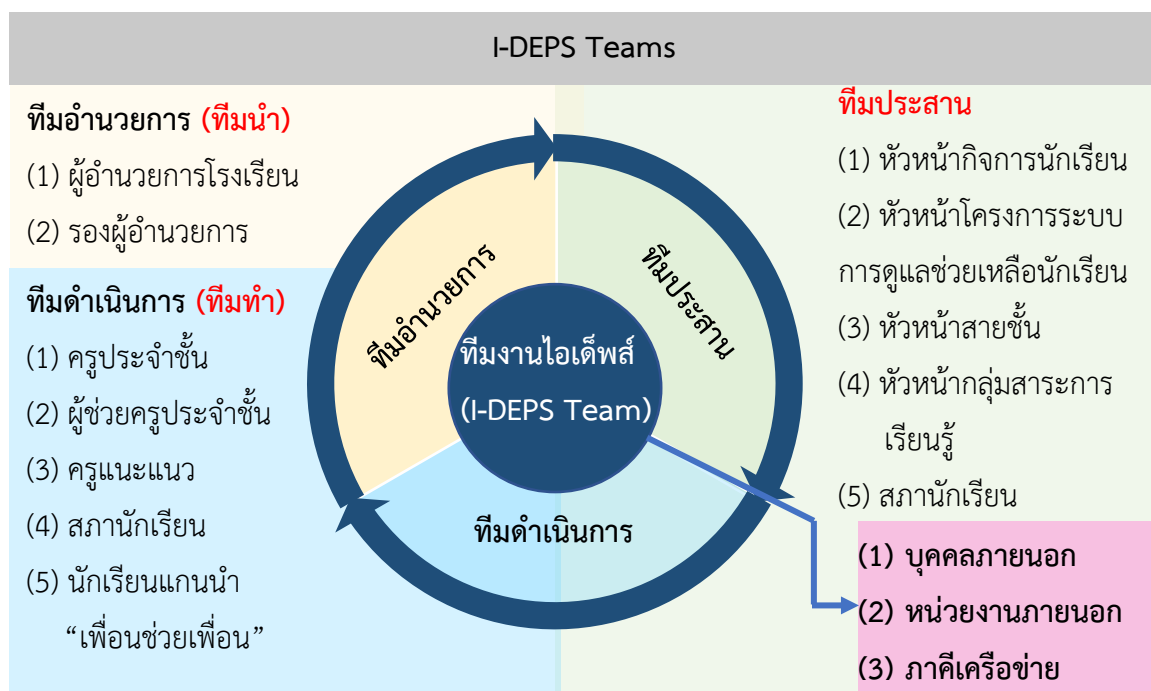 I-DEPS Teams
ทีมอำนวยการ (ทีมนำ)
(1) ผู้อำนวยการโรงเรียน
(2) รองผู้อำนวยการ
ทีมดำเนินการ (ทีมทำ)
(1) ครูประจำชั้น
(2) ผู้ช่วยครูประจำชั้น
(3) ครูแนะแนว
(4) สภานักเรียน
(5) นักเรียนแกนนำ
“เพื่อนช่วยเพื่อน”
ทีมอำนวยการ
ทีมประสาน
ทีมงานไอเด็พส์
(I-DEPS Team)
ทีมดำเนินการ
ทีมประสาน
(1) หัวหน้ากิจการนักเรียน
(2) หัวหน้าโครงการระบบ
การดูแลช่วยเหลือนักเรียน
(3) หัวหน้าสายชั้น
(4) หัวหน้ากลุ่มสาระการ
เรียนรู้
(5) สภานักเรียน
(1) บุคคลภายนอก
(2) หน่วยงานภายนอก
(3) ภาคีเครือข่าย